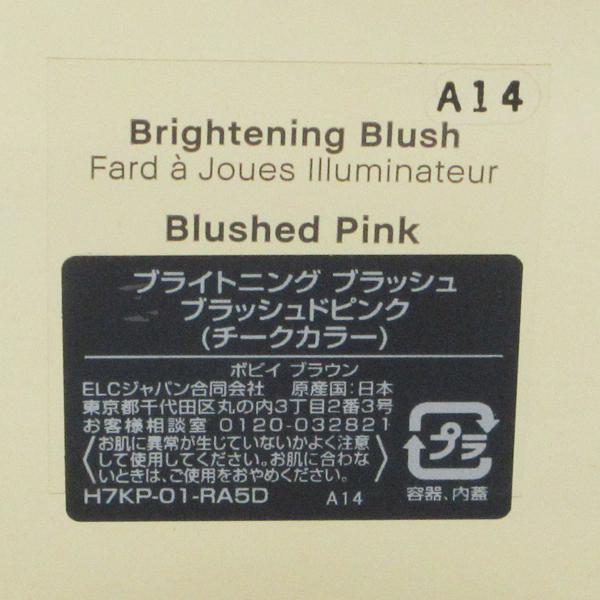 A14
Brightening Blush
Fard à Joues Illuminateur
Blushed Pink
ブライトニング ブラッシュ
ブラッシュドピンク
(チークカラー)
ボビイ ブラウン
ELCジャパン合同会社 原産国:日本
東京都千代田区丸の内3丁目2番3号
お客様相談室 0120-032821
〈お肌に異常が生じていないかよく注意
して使用してください。お肌に合わな
いときは、ご使用をおやめください。〉
H7KP-01-RA5D A14
プラ
容器、内蓋